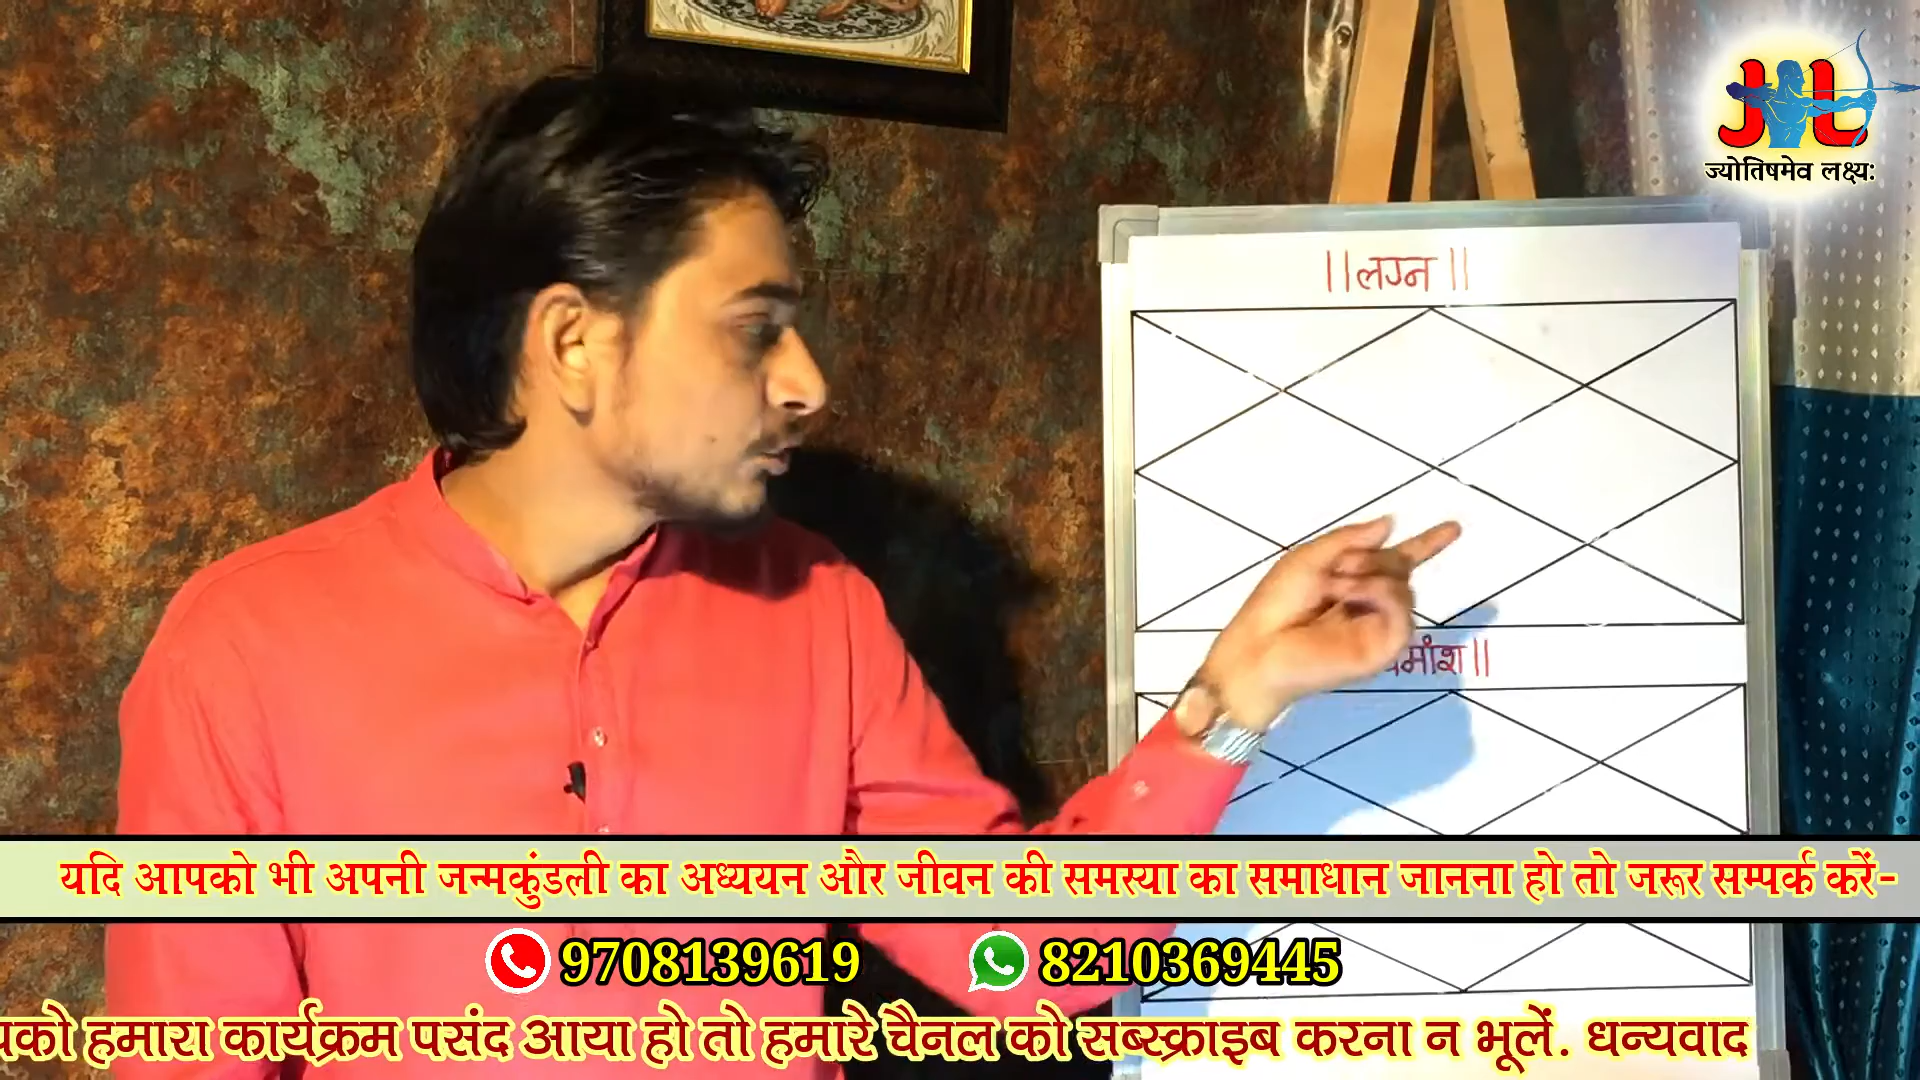 JL
ज्योतिषमेव लक्ष्य:
||लग्न||
मांश||
यदि आपको भी अपनी जन्मकुंडली का अध्ययन और जीवन की समस्या का समाधान जानना हो तो जरूर सम्पर्क करें-
9708139619 8210369445
हमारा कार्यक्रम पसंद आया हो तो हमारे चैनल को सब्स्क्राइब करना न भूलें. धन्यवाद